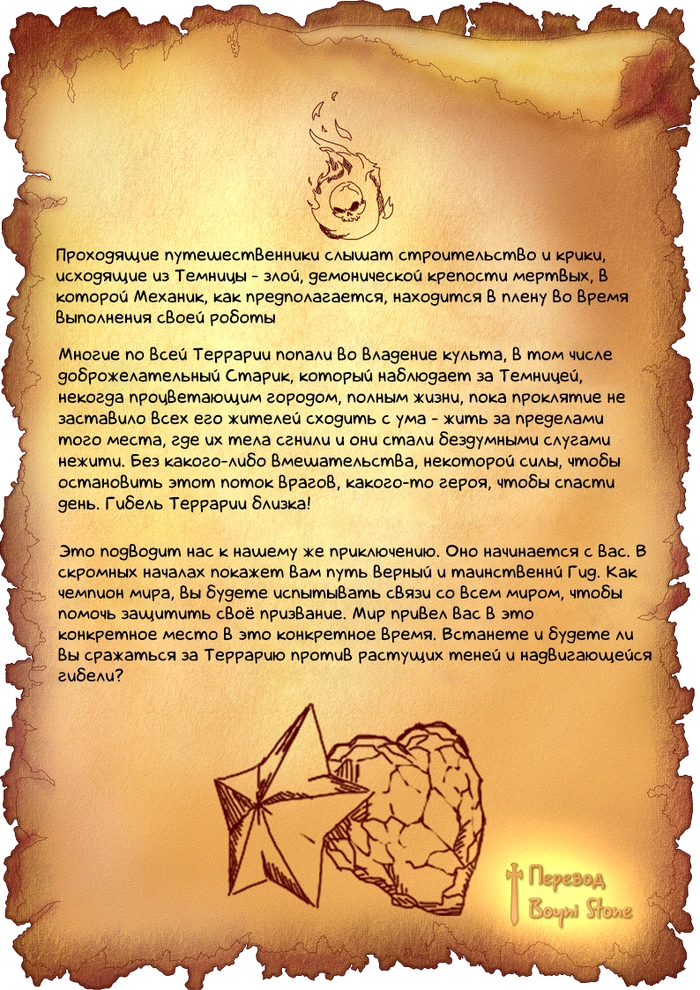 Проходящие путешественники слышат строительство и крики,
исходящие из Темницы - злой, демонической крепости мертвых, в
которой Механик, как предполагается, находится в плену во время
выполнения своей роботы
Многие по всей Террарии попали во владение культа, в том числе
доброжелательный Старик, который наблюдает за Темницей,
некогда процветающим городом, полным жизни, пока проклятие не
заставило всех его жителей сходить с ума - жить за пределами
того места, где их тела сгнили и они стали бездумными слугами
нежити. Без какого-либо вмешательства, некоторой силы, чтобы
остановить этот поток врагов, какого-то героя, чтобы спасти
день. Гибель Террарии близка!
Это подводит нас к нашему же приключению. Оно начинается с вас. В
скромных началах покажет вам путь верный и таинственнй Гид. Как
чемпион мира, вы будете испытывать связи со всем миром, чтобы
помочь защитить своё призвание. Мир привел вас в это
конкретное место в это конкретное время. Встанете и будете ли
вы сражаться за Террарию против растущих теней и надвигающейся
гибели?
Перевод
Boyni Stone